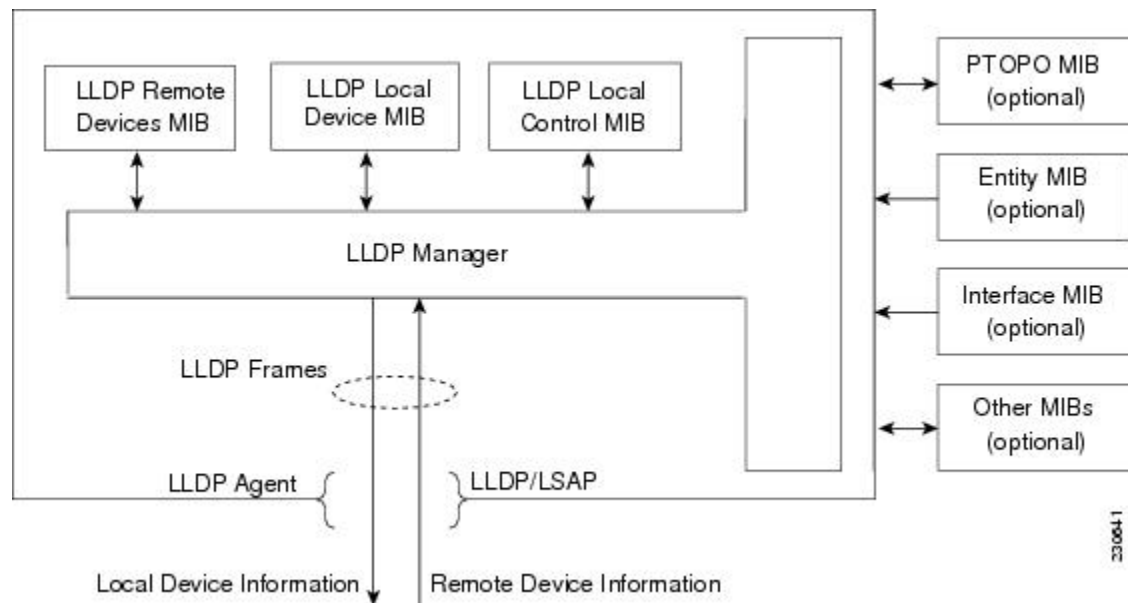 LLDP Remote
Devices MIB
LLDP Local
Device MIB
LLDP Local
Control MIB
PTOPO MIB
(optional)
Entity MIB
(optional)
LLDP Manager
Interface MIB
(optional)
LLDP Frames
Other MIBs
(optional)
LLDP Agent
LLDP/LSAP
230641
Local Device Information
Remote Device Information